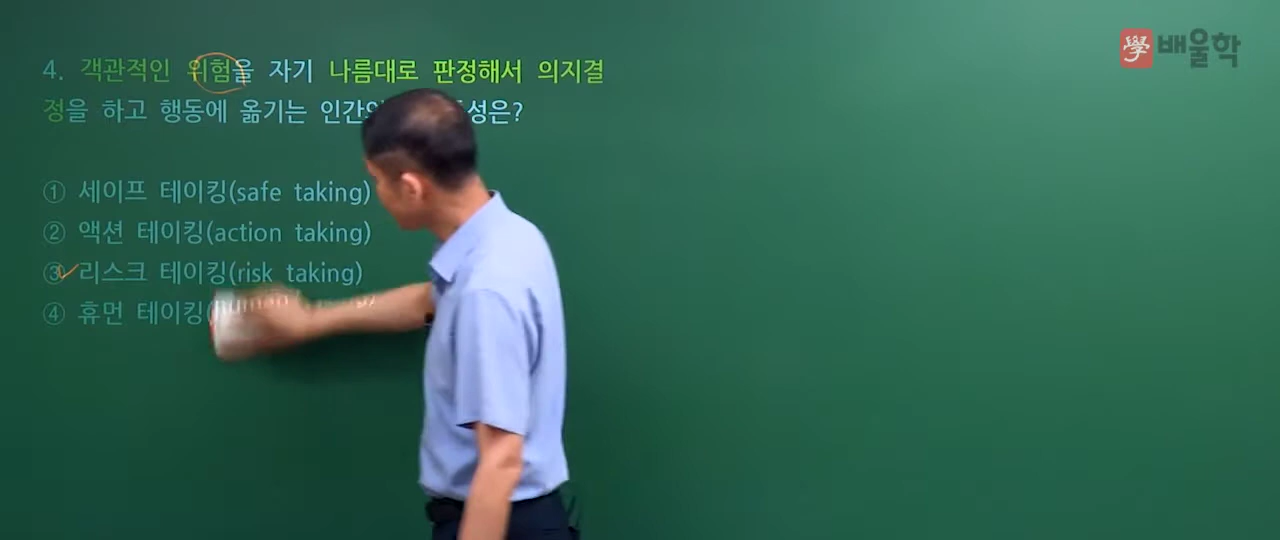 學 배울학
4. 객관적인 위험을 자기 나름대로 판정해서 의지결
정을 하고 행동에 옮기는 성은?
① 세이프 테이킹(safe taking)
② 액션 테이킹(action taking)
③ 리스크 테이킹(risk taking)
④ 휴먼 테이킹(